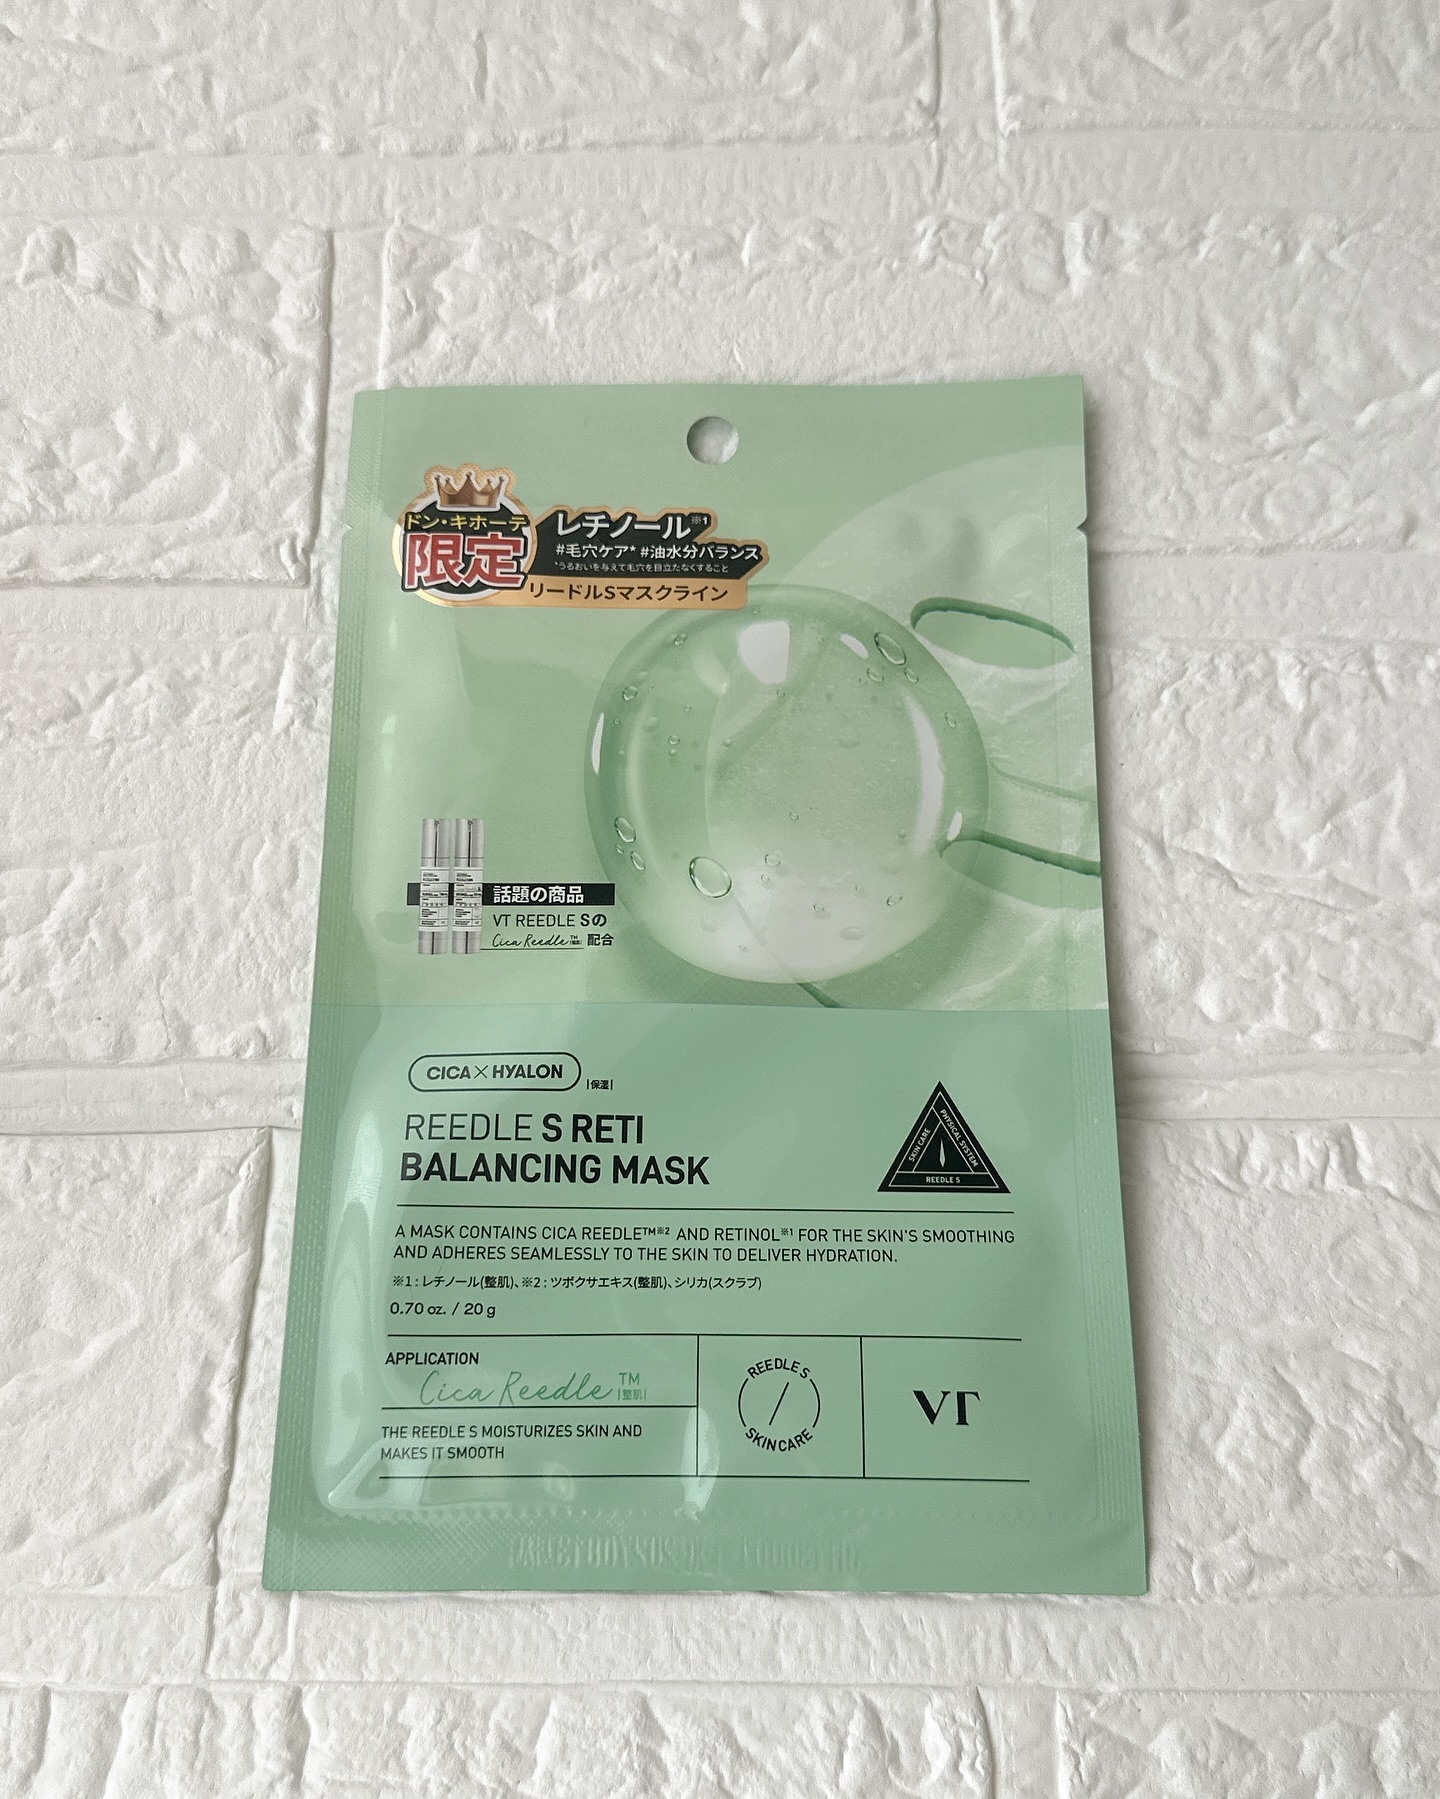 ドン・キホーテ
限定
レチノール※1
#毛穴ケア* #油水分バランス
*うるおいを与えて毛穴を目立たなくすること
リードルSマスクライン
話題の商品
VT REEDLE Sの
Cica Reedle™ 配合
CICA×HYALON |保湿|
REEDLE S RETI
BALANCING MASK
SKIN CARE
PHYSICAL SYSTEM
REEDLE S
A MASK CONTAINS CICA REEDLE™※2 AND RETINOL※1 FOR THE SKIN'S SMOOTHING
AND ADHERES SEAMLESSLY TO THE SKIN TO DELIVER HYDRATION.
※1:レチノール(整肌)、※2:ツボクサエキス(整肌)、シリカ(スクラブ)
0.70 oz. / 20 g
APPLICATION
Cica Reedle TM |整肌|
THE REEDLE S MOISTURIZES SKIN AND
MAKES IT SMOOTH
REEDLE S
SKINCARE
VT